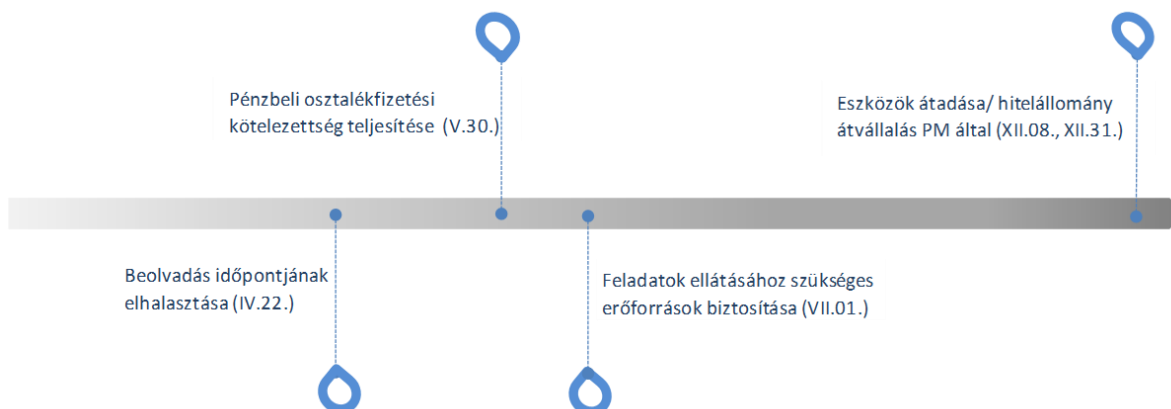 Pénzbeli osztalékfizetési
kötelezettség teljesítése (V.30.)
Eszközök átadása/ hitelállomány
átvállalás PM által (XII.08., XII.31.)
Beolvadás időpontjának
elhalasztása (IV.22.)
Feladatok ellátásához szükséges
erőforrások biztosítása (VII.01.)